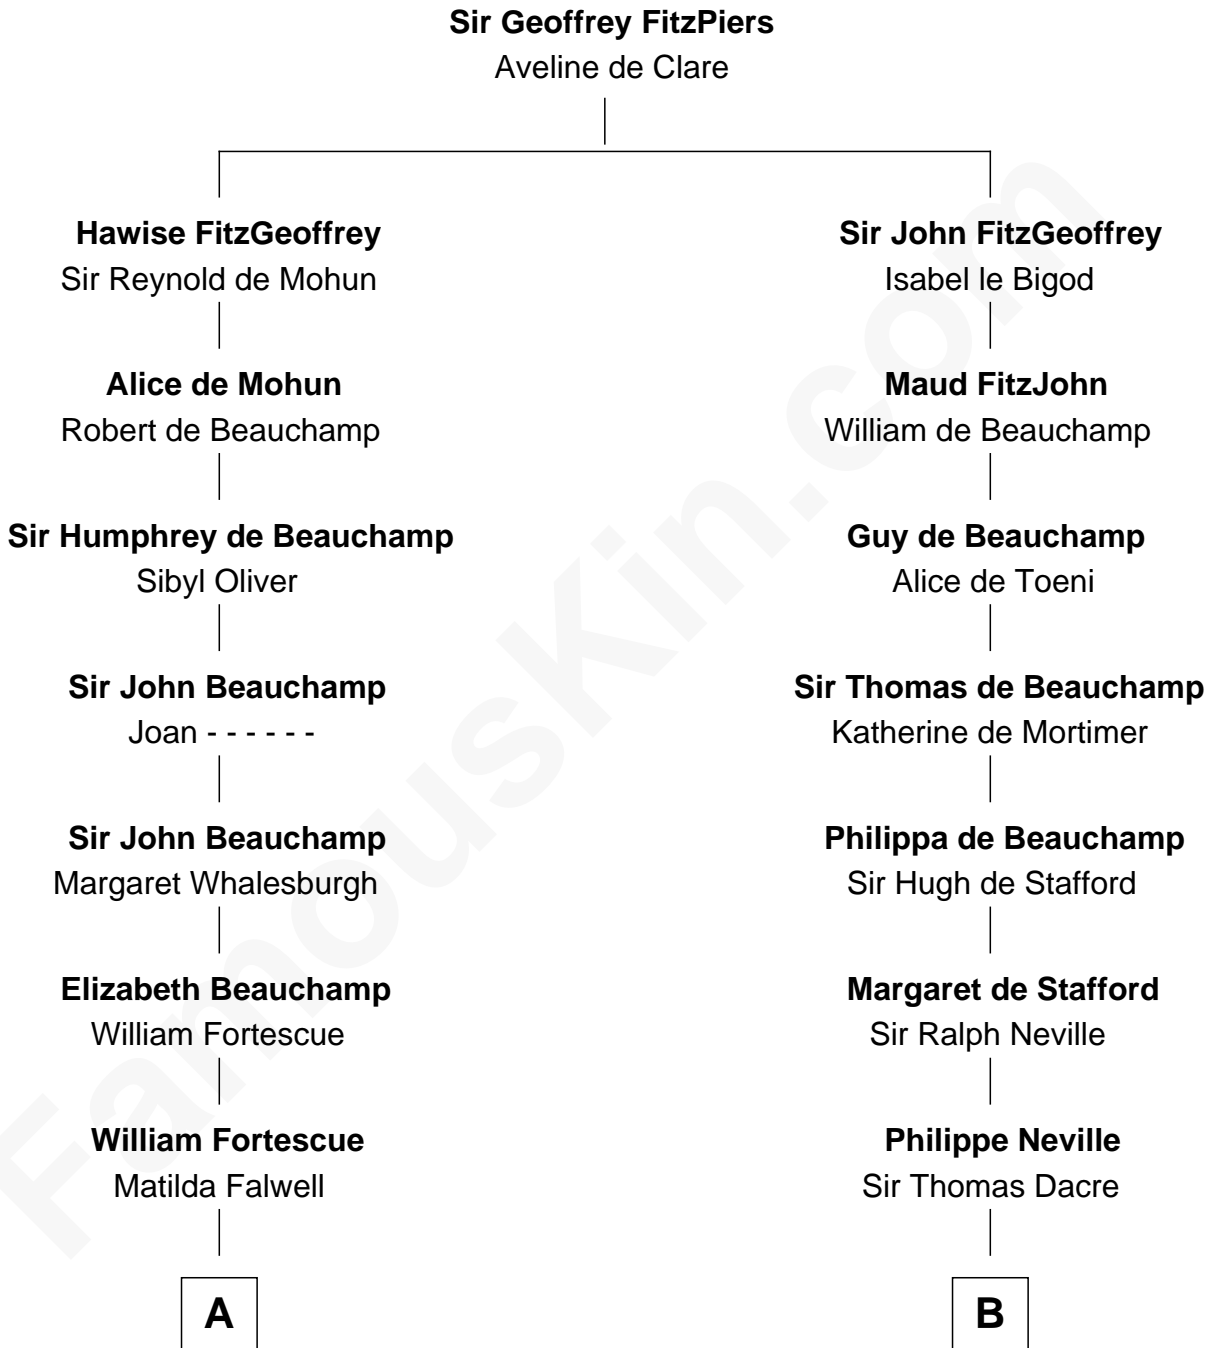 Sir Geoffrey FitzPiers
Aveline de Clare
Hawise FitzGeoffrey
Sir Reynold de Mohun
Alice de Mohun
Robert de Beauchamp
Sir Humphrey de Beauchamp
Sibyl Oliver
Sir John Beauchamp
Joan - - - - - -
Sir John Beauchamp
Margaret Whalesburgh
Elizabeth Beauchamp
William Fortescue
William Fortescue
Matilda Falwell
A
Sir John FitzGeoffrey
Isabel le Bigod
Maud FitzJohn
William de Beauchamp
Guy de Beauchamp
Alice de Toeni
Sir Thomas de Beauchamp
Katherine de Mortimer
Philippa de Beauchamp
Sir Hugh de Stafford
Margaret de Stafford
Sir Ralph Neville
Philippe Neville
Sir Thomas Dacre
B
FamousKin.com